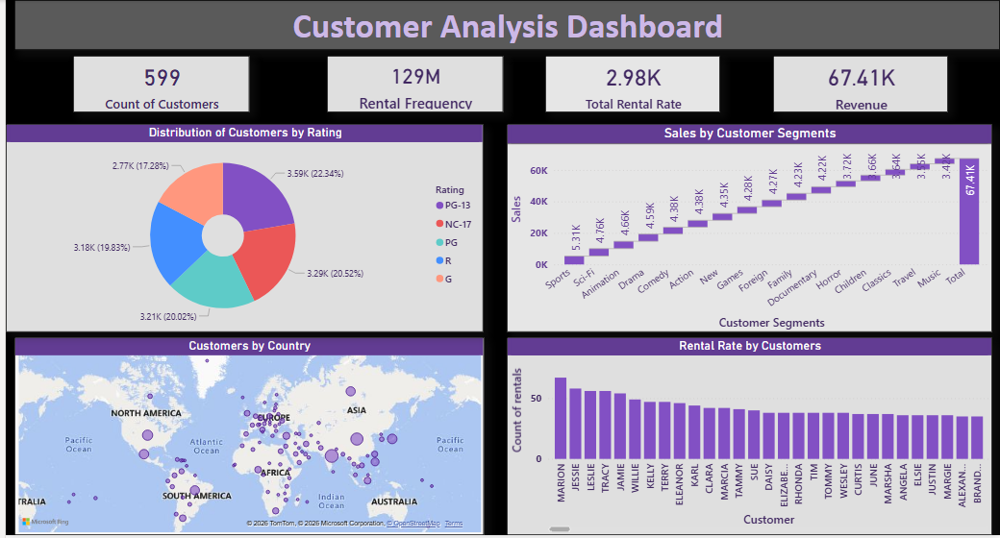 Customer Analysis Dashboard
599
Count of Customers
129M
Rental Frequency
2.98K
Total Rental Rate
67.41K
Revenue
Distribution of Customers by Rating
2.77K (17.28%)
3.59K (22.34%)
3.18K (19.83%)
3.29K (20.52%)
3.21K (20.02%)
Rating
PG-13
NC-17
PG
R
G
Sales by Customer Segments
Sales
60K
40K
20K
0K
5.31K
4.76K
4.66K
4.59K
4.38K
4.38K
4.35K
4.28K
4.27K
4.23K
4.22K
3.72K
3.66K
3.64K
67.41K
Sports
Sci-Fi
Animation
Drama
Comedy
Action
New
Games
Foreign
Family
Documentary
Horror
Children
Classics
Travel
Music
Total
Customer Segments
Customers by Country
NORTH AMERICA
EUROPE
ASIA
Pacific
Ocean
Atlantic
Ocean
Pacific
Ocean
AFRICA
SOUTH AMERICA
Indian
Ocean
TRALIA
AUSTRALIA
Microsoft Bing
© 2026 TomTom, © 2026 Microsoft Corporation, © OpenStreetMap Terms
Rental Rate by Customers
Count of rentals
50
0
MARION
JESSIE
LESLIE
TRACY
JAMIE
WILLIE
KELLY
TERRY
ELEANOR
KARL
CLARA
MARCIA
TAMMY
SUE
DAISY
ELIZABE...
RHONDA
TIM
TOMMY
WESLEY
CURTIS
JUNE
MARSHA
ANGELA
ELSIE
JUSTIN
MARGIE
ALEXAN...
BRAND...
Customer